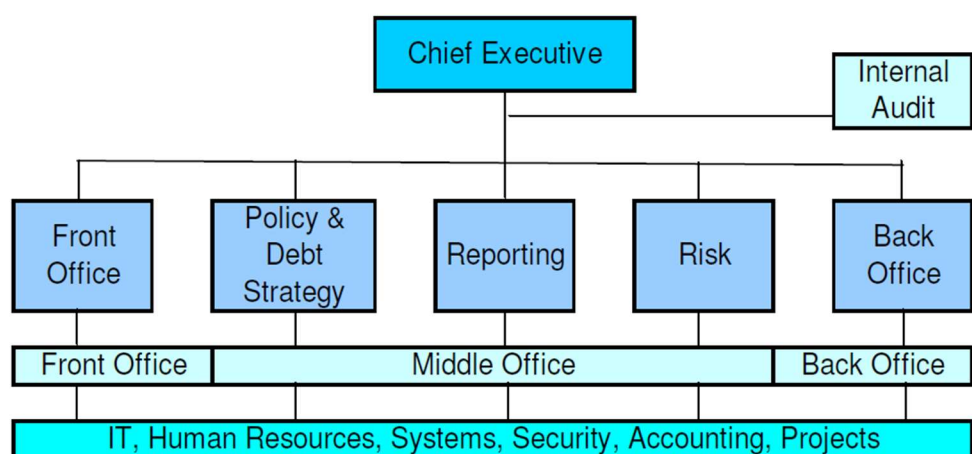 Chief Executive
Internal
Audit
Front
Office
Policy &
Debt
Strategy
Reporting
Risk
Back
Office
Front Office
Middle Office
Back Office
IT, Human Resources, Systems, Security, Accounting, Projects